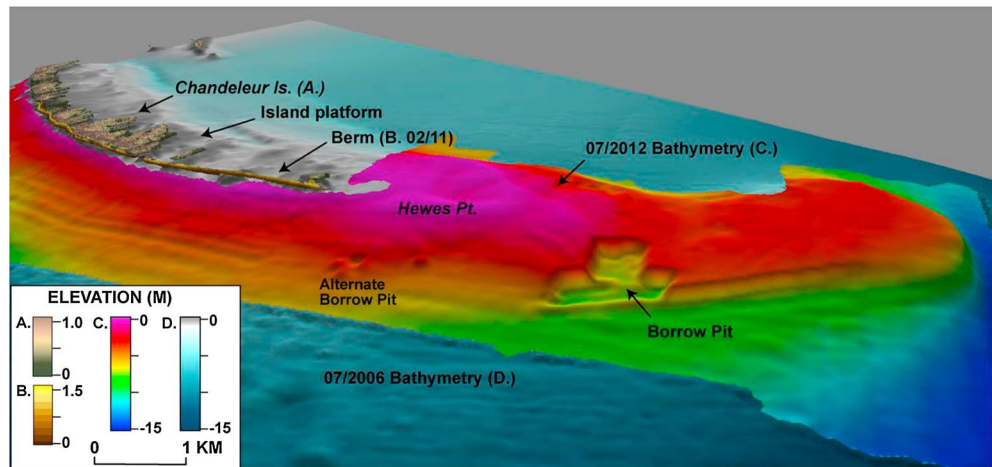 Chandeleur Is. (A.)
Island platform
Berm (B. 02/11)
07/2012 Bathymetry (C.)
Hewes Pt.
Alternate
Borrow Pit
Borrow Pit
07/2006 Bathymetry (D.)
ELEVATION (M)
A. 1.0 0
B. 1.5 0
C. 0 -15
D. 0 -15
0 1 KM